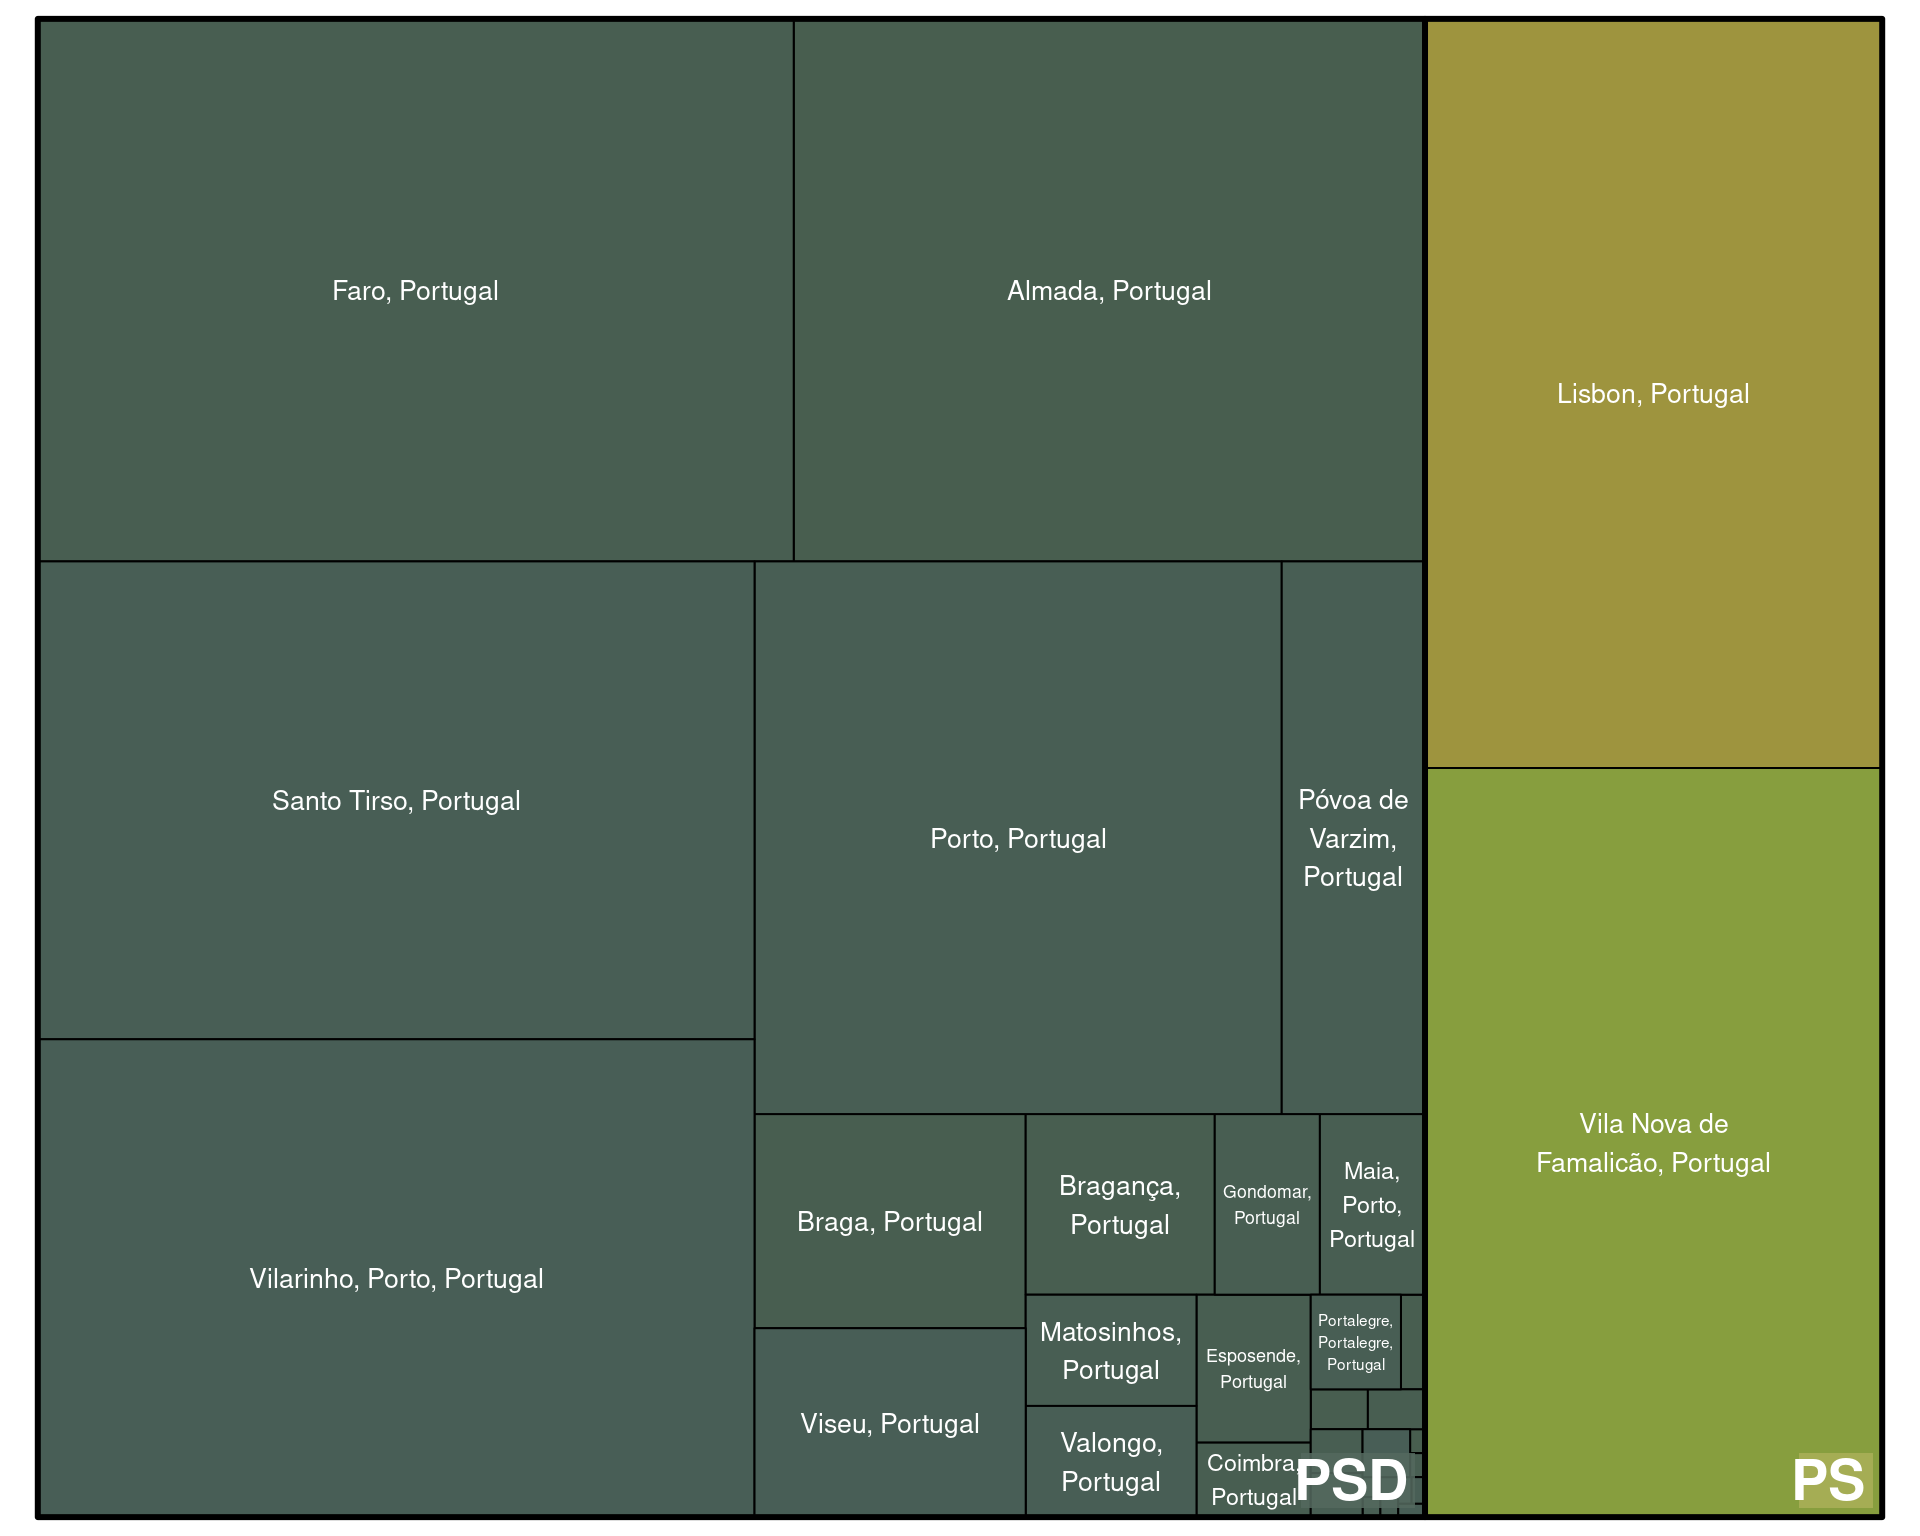 Faro, Portugal
Almada, Portugal
Lisbon, Portugal
Santo Tirso, Portugal
Porto, Portugal
Póvoa de
Varzim,
Portugal
Vila Nova de
Famalicão, Portugal
Vilarinho, Porto, Portugal
Braga, Portugal
Bragança,
Portugal
Gondomar,
Portugal
Maia,
Porto,
Portugal
Viseu, Portugal
Matosinhos,
Portugal
Esposende,
Portugal
Portalegre,
Portalegre,
Portugal
Valongo,
Portugal
Coimbra,
Portugal
PSD
PS